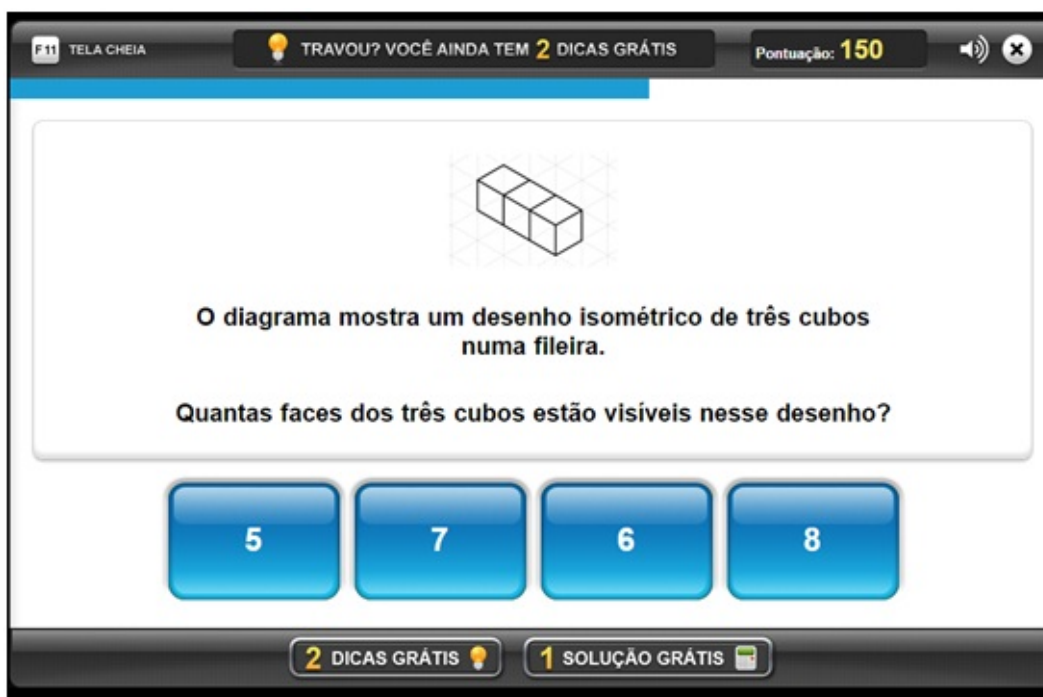 F11 TELA CHEIA
TRAVOU? VOCÊ AINDA TEM 2 DICAS GRÁTIS
Pontuação: 150
O diagrama mostra um desenho isométrico de três cubos
numa fileira.
Quantas faces dos três cubos estão visíveis nesse desenho?
5 7 6 8
2 DICAS GRÁTIS
1 SOLUÇÃO GRÁTIS